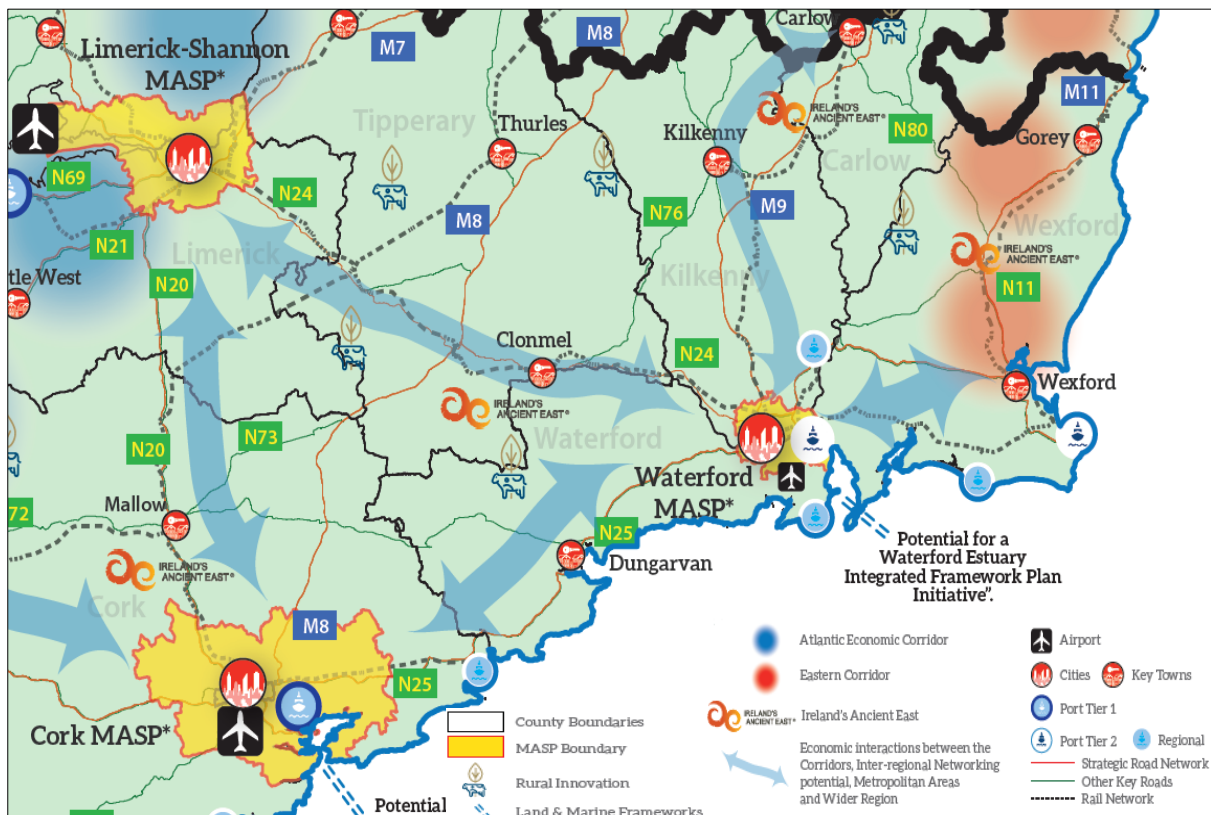 Carlow
Limerick-Shannon
MASP*
M7
M8
M11
Tipperary
Thurles
Kilkenny
IRELAND'S
ANCIENT EAST
N80
Gorey
Carlow
N69
N24
M8
N76
M9
Wexford
IRELAND'S
ANCIENT EAST®
N21
Limerick
tle West
N20
Kilkenny
N11
Clonmel
N24
Wexford
IRELAND'S
ANCIENT EAST®
Waterford
N20
N73
Mallow
72
Waterford
MASP*
N25
Dungarvan
IRELAND'S
ANCIENT EAST®
Cork
Potential for a
Waterford Estuary
Integrated Framework Plan
Initiative".
M8
N25
Cork MASP*
Potential
County Boundaries
MASP Boundary
Rural Innovation
Land & Marine Frameworks
Atlantic Economic Corridor
Eastern Corridor
IRELAND'S
ANCIENT EAST®
Ireland's Ancient East
Economic interactions between the
Corridors, Inter-regional Networking
potential, Metropolitan Areas
and Wider Region
Airport
Cities Key Towns
Port Tier 1
Port Tier 2 Regional
Strategic Road Network
Other Key Roads
Rail Network